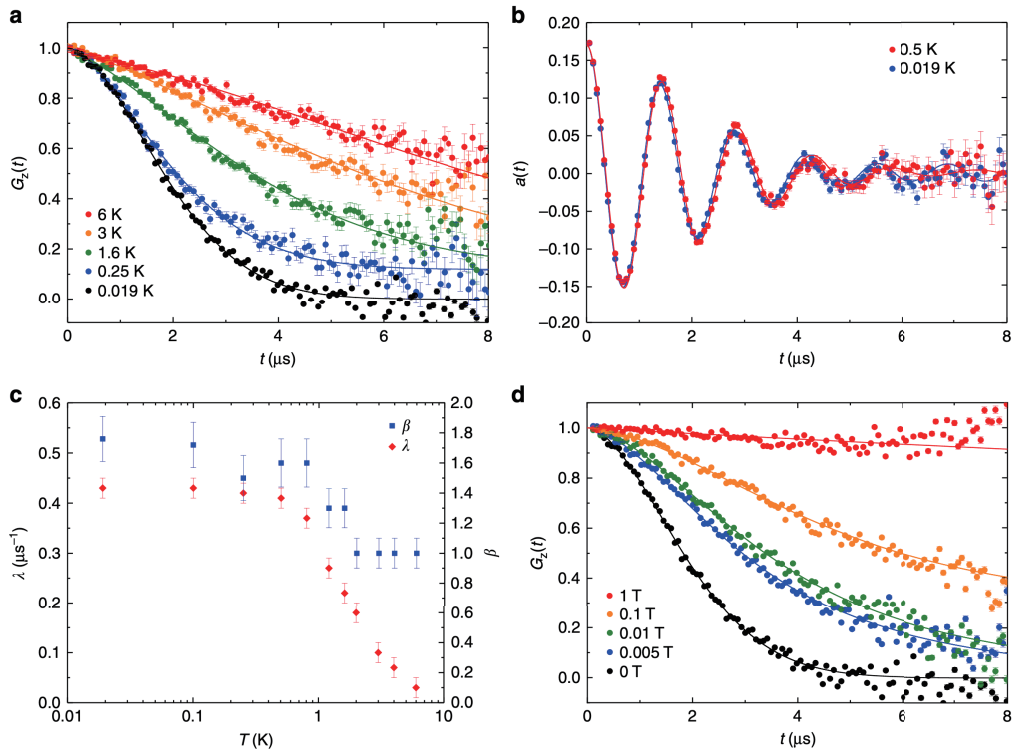 a
1.0
0.8
0.6
0.4
0.2
0.0
G_z(t)
6 K
3 K
1.6 K
0.25 K
0.019 K
0 2 4 6 8
t (μs)
b
0.20
0.15
0.10
0.05
0.00
−0.05
−0.10
−0.15
−0.20
a(t)
0.5 K
0.019 K
0 2 4 6 8
t (μs)
c
0.6
0.5
0.4
0.3
0.2
0.1
0.0
λ (μs⁻¹)
β
λ
2.0
1.8
1.6
1.4
1.2
1.0
0.8
0.6
0.4
0.2
0.0
β
0.01 0.1 1 10
T (K)
d
1.0
0.8
0.6
0.4
0.2
0.0
G_z(t)
1 T
0.1 T
0.01 T
0.005 T
0 T
0 2 4 6 8
t (μs)